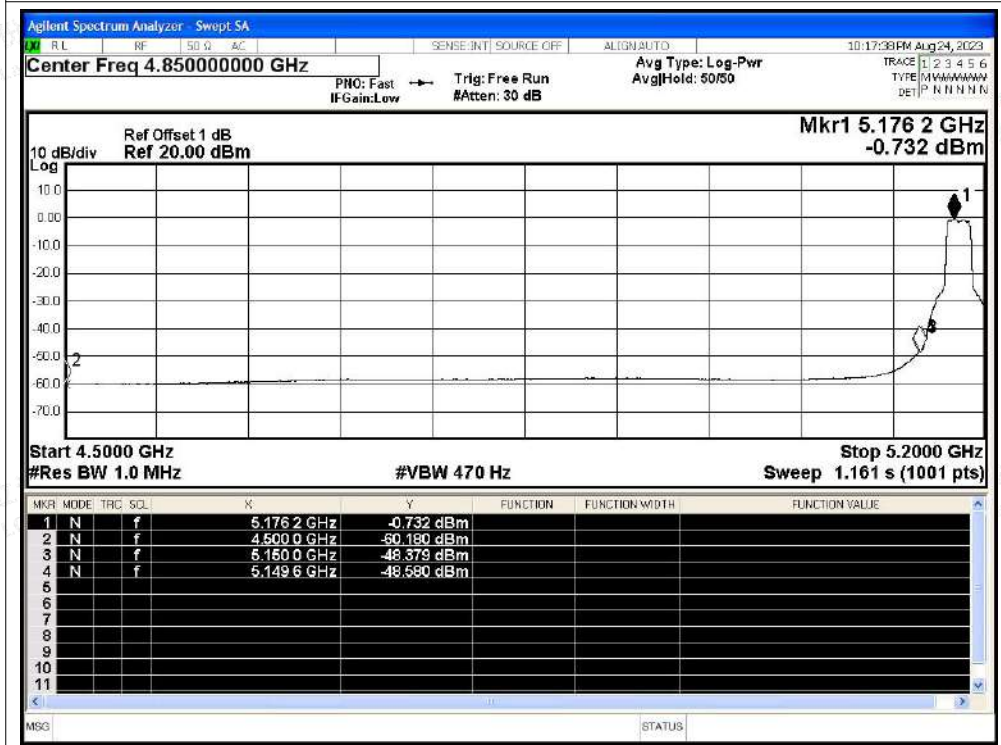 Agilent Spectrum Analyzer - Swept SA
LXI RL RF 50 Ω AC SENSE:INT SOURCE OFF ALIGN AUTO 10:17:38 PM Aug 24, 2023
Center Freq 4.850000000 GHz Avg Type: Log-Pwr TRACE 1 2 3 4 5 6
PNO: Fast Trig: Free Run Avg|Hold: 50/50 TYPE M WWWWW
IFGain:Low #Atten: 30 dB DET P N N N N N
Mkr1 5.176 2 GHz
Ref Offset 1 dB
10 dB/div Ref 20.00 dBm -0.732 dBm
Log
10.0
0.00
-10.0
-20.0
-30.0
-40.0
-50.0
-60.0
-70.0
1
2
3
Start 4.5000 GHz Stop 5.2000 GHz
#Res BW 1.0 MHz #VBW 470 Hz Sweep 1.161 s (1001 pts)
MKR MODE TRC SCL X Y FUNCTION FUNCTION WIDTH FUNCTION VALUE
1 N f 5.176 2 GHz -0.732 dBm
2 N f 4.500 0 GHz -60.180 dBm
3 N f 5.150 0 GHz -48.379 dBm
4 N f 5.149 6 GHz -48.580 dBm
5
6
7
8
9
10
11
MSG STATUS